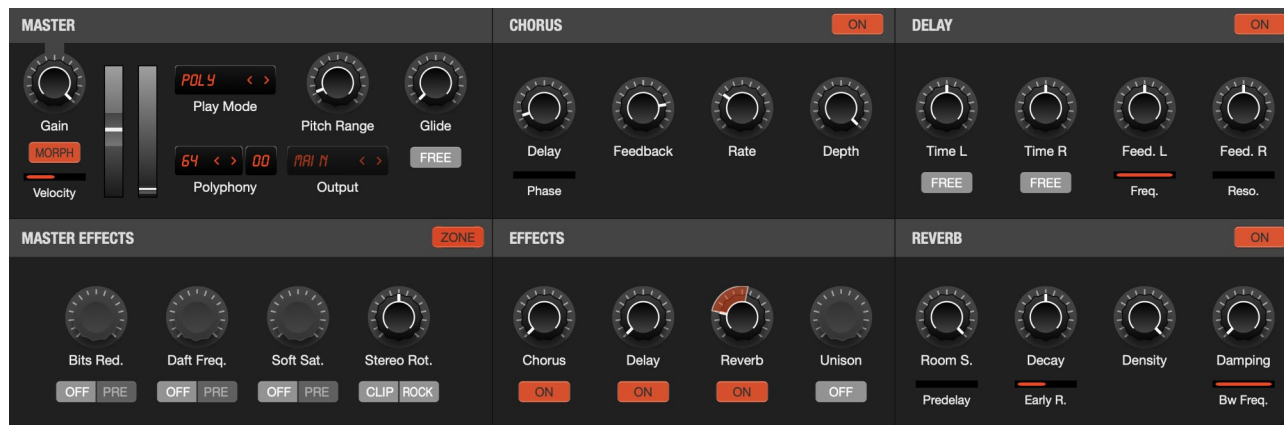 MASTER
POLY < >
Play Mode
Gain
Pitch Range
Glide
MORPH
64 < > 00
MAIN < >
FREE
Velocity
Polyphony
Output
CHORUS ON
Delay Feedback Rate Depth
Phase
DELAY ON
Time L Time R Feed. L Feed. R
FREE FREE
Freq. Reso.
MASTER EFFECTS ZONE
Bits Red. Daft Freq. Soft Sat. Stereo Rot.
OFF PRE OFF PRE OFF PRE CLIP ROCK
EFFECTS
Chorus Delay Reverb Unison
ON ON ON OFF
REVERB ON
Room S. Decay Density Damping
Predelay Early R. Bw Freq.